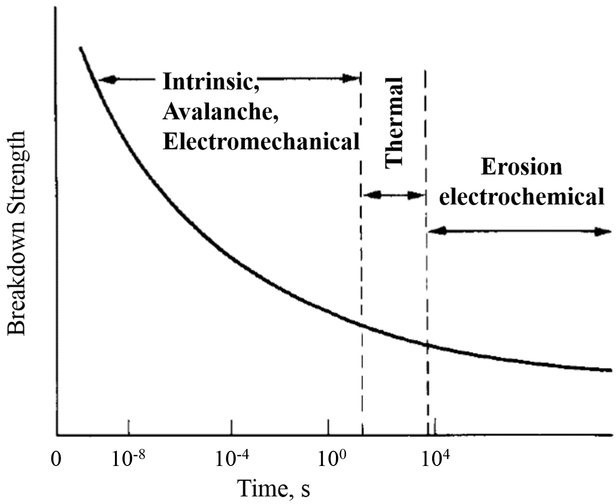 Intrinsic,
Avalanche,
Electromechanical
Thermal
Erosion
electrochemical
Breakdown Strength
0
10⁻⁸
10⁻⁴
10⁰
10⁴
Time, s